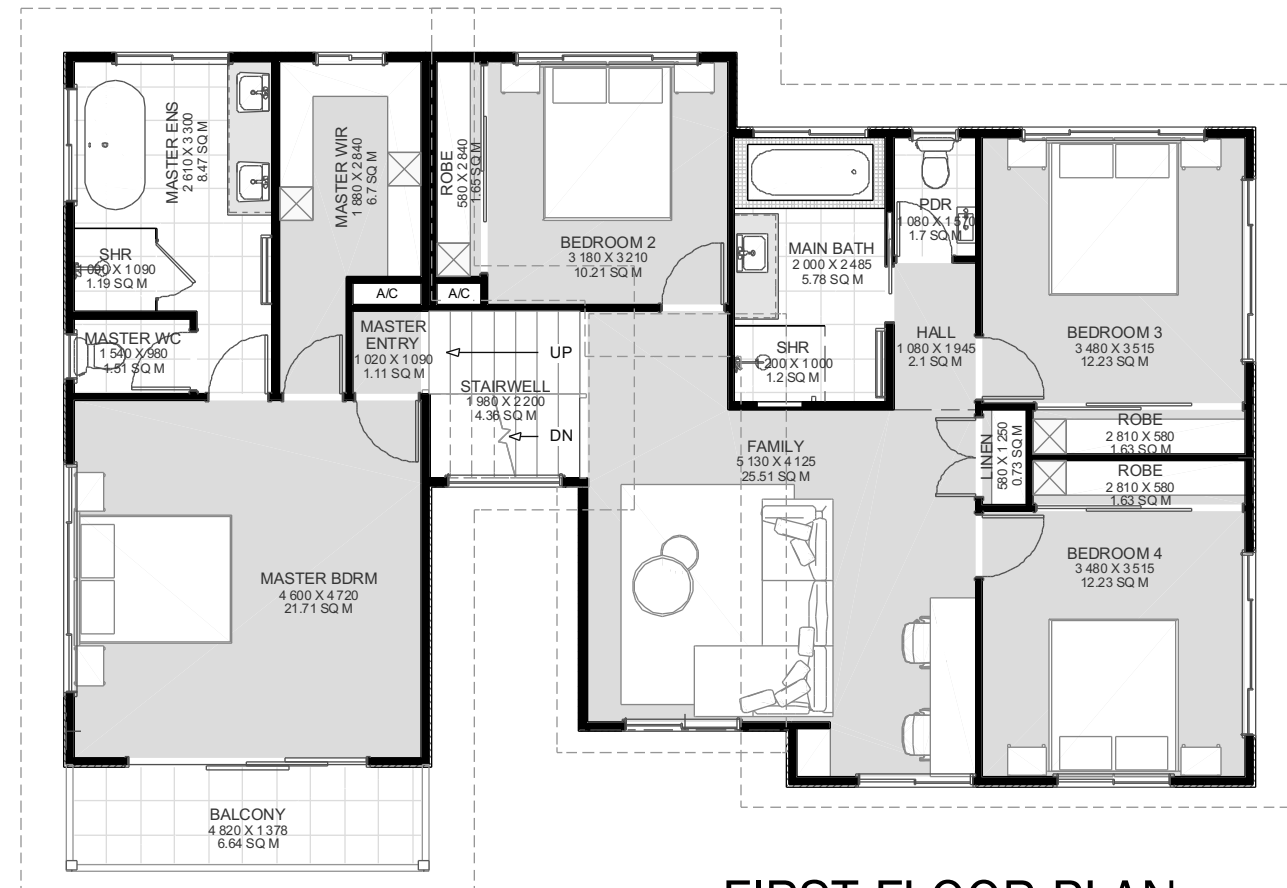 MASTER ENS
2 610 X 3 300
8.47 SQ M
MASTER WIR
1 880 X 2 840
6.7 SQ M
ROBE
580 X 2 840
1.65 SQ M
BEDROOM 2
3 180 X 3 210
10.21 SQ M
MAIN BATH
2 000 X 2 485
5.78 SQ M
PDR
1 080 X 1 570
1.7 SQ M
SHR
1 090 X 1 090
1.19 SQ M
A/C
A/C
MASTER WC
1 540 X 980
1.51 SQ M
MASTER
ENTRY
1 020 X 1 090
1.11 SQ M
UP
STAIRWELL
1 980 X 2 200
4.36 SQ M
DN
SHR
200 X 1 000
1.2 SQ M
HALL
1 080 X 1 945
2.1 SQ M
BEDROOM 3
3 480 X 3 515
12.23 SQ M
ROBE
2 810 X 580
1.63 SQ M
FAMILY
5 130 X 4 125
25.51 SQ M
LINEN
580 X 1 250
0.73 SQ M
ROBE
2 810 X 580
1.63 SQ M
MASTER BDRM
4 600 X 4 720
21.71 SQ M
BEDROOM 4
3 480 X 3 515
12.23 SQ M
BALCONY
4 820 X 1 378
6.64 SQ M
FIRST FLOOR PLAN